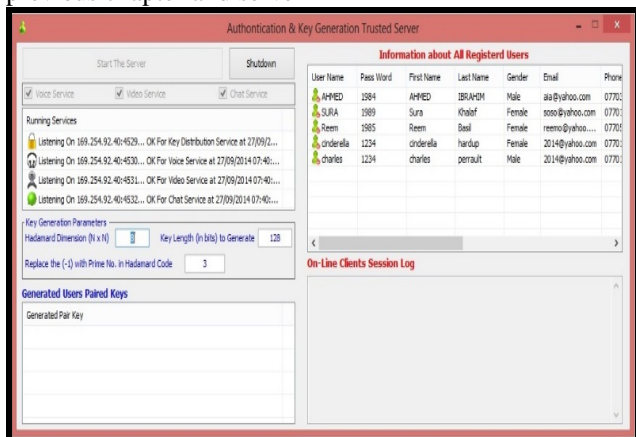 Authontication & Key Generation Trusted Server
Start The Server
Shutdown
Voice Service
Video Service
Chat Service
Running Services
Listening On 169.254.92.40:4529... OK For Key Distribution Service at 27/09/2...
Listening On 169.254.92.40:4530... OK For Voice Service at 27/09/2014 07:40:...
Listening On 169.254.92.40:4531... OK For Video Service at 27/09/2014 07:40:...
Listening On 169.254.92.40:4532... OK For Chat Service at 27/09/2014 07:40:...
Key Generation Parameters
Hadamard Dimension (N x N) 8 Key Length (in bits) to Generate 128
Replace the (-1) with Prime No. in Hadamard Code 3
Generated Users Paired Keys
Generated Pair Key
Information about All Registerd Users
User Name Pass Word First Name Last Name Gender Email Phone
AHMED 1984 AHMED IBRAHIM Male aia@yahoo.com
SURA 1989 Sura Khalaf Female soso@yahoo.com
Reem 1985 Reem Basil Female reemo@yahoo....
cinderella 1234 cinderella hardup Female 2014@yahoo.com
charles 1234 charles perrault Male 2014@yahoo.com
On-Line Clients Session Log